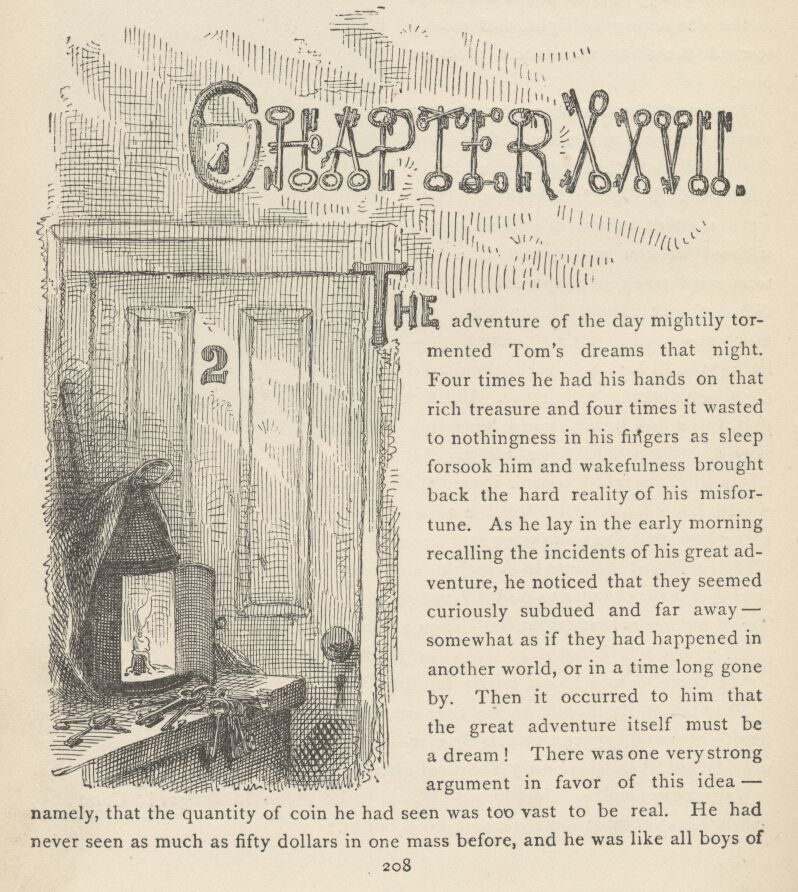 CHAPTER XXVII.
2
THE adventure of the day mightily tor-
mented Tom's dreams that night.
Four times he had his hands on that
rich treasure and four times it wasted
to nothingness in his fingers as sleep
forsook him and wakefulness brought
back the hard reality of his misfor-
tune. As he lay in the early morning
recalling the incidents of his great ad-
venture, he noticed that they seemed
curiously subdued and far away—
somewhat as if they had happened in
another world, or in a time long gone
by. Then it occurred to him that
the great adventure itself must be
a dream! There was one very strong
argument in favor of this idea—
namely, that the quantity of coin he had seen was too vast to be real. He had
never seen as much as fifty dollars in one mass before, and he was like all boys of
208